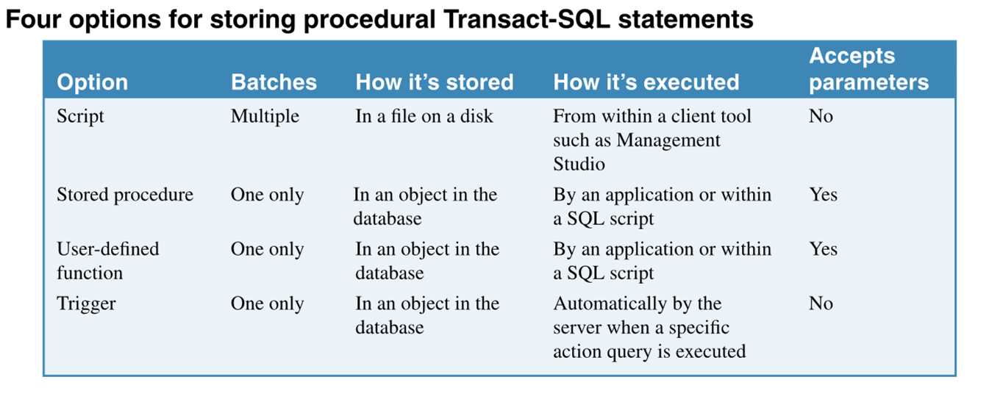 Four options for storing procedural Transact-SQL statements
Accepts
Option Batches How it's stored How it's executed parameters
Script Multiple In a file on a disk From within a client tool No
such as Management
Studio
Stored procedure One only In an object in the By an application or within Yes
database a SQL script
User-defined One only In an object in the By an application or within Yes
function database a SQL script
Trigger One only In an object in the Automatically by the No
database server when a specific
action query is executed